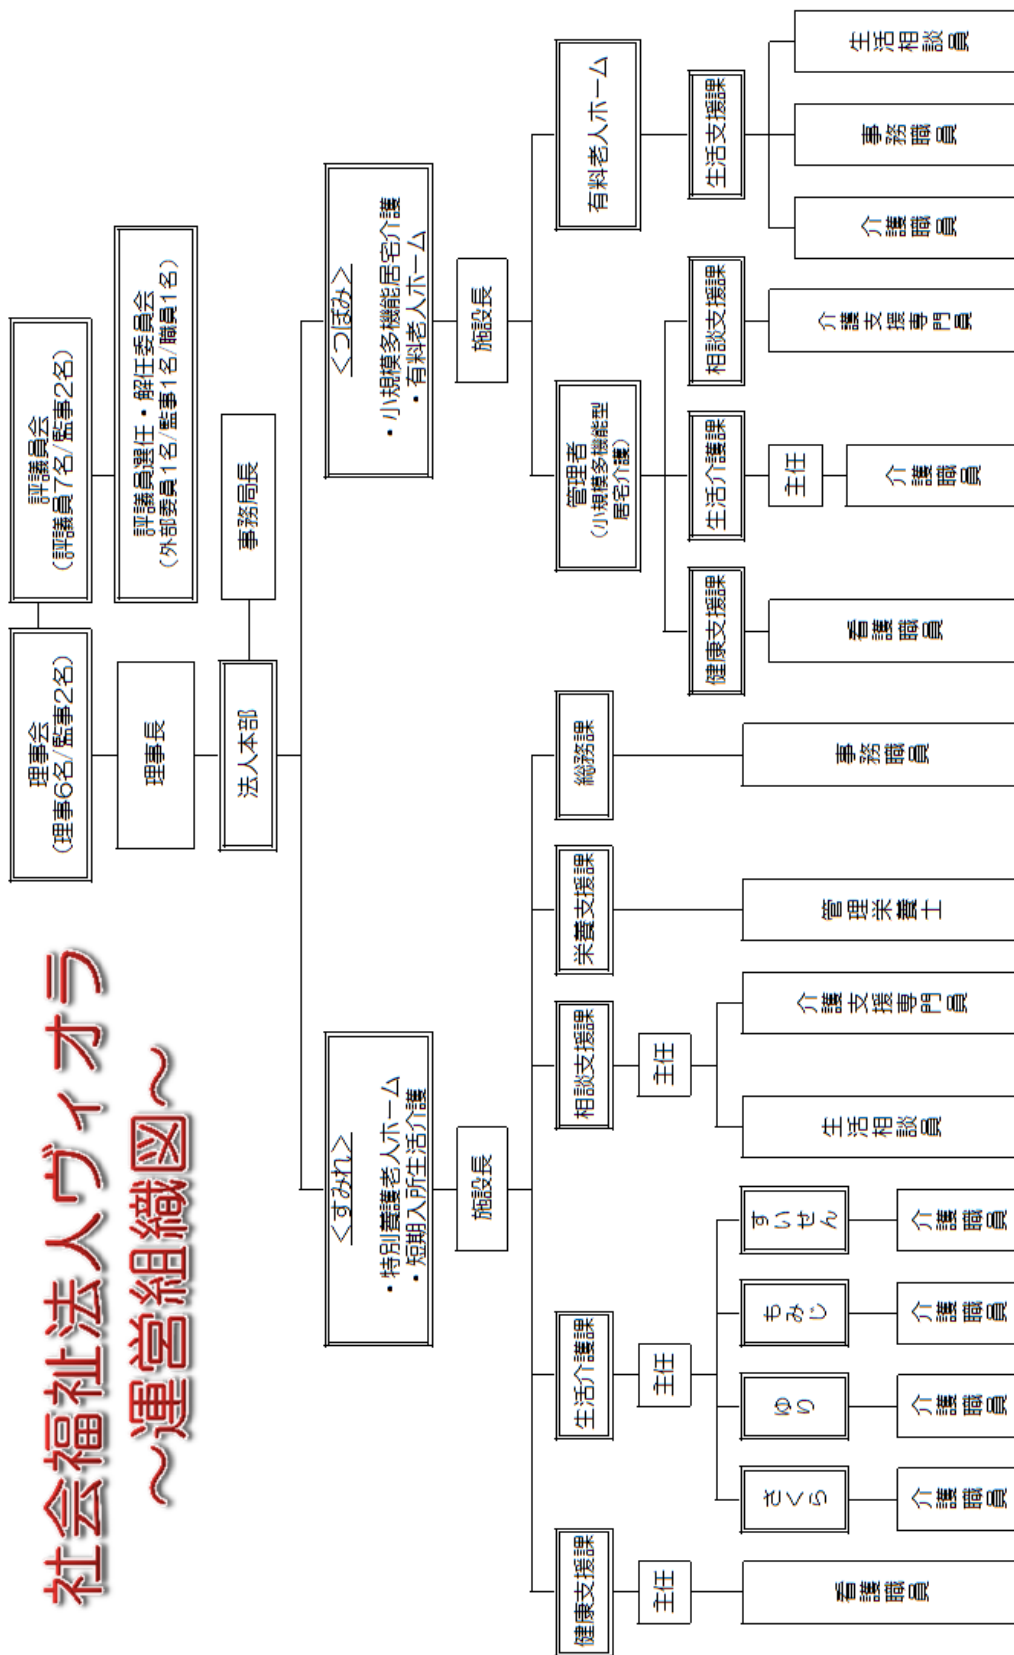 社会福祉法人ヴィオラ
～運営組織図～
理事会
(理事6名/監事2名)
評議員会
(評議員7名/監事2名)
理事長
評議員選任・解任委員会
(外部委員1名/監事1名/職員1名)
法人本部
事務局長
<すみれ>
・特別養護老人ホーム
・短期入所生活介護
<つぼみ>
・小規模多機能居宅介護
・有料老人ホーム
施設長
施設長
健康支援課
生活介護課
相談支援課
栄養支援課
総務課
管理者
(小規模多機能型
居宅介護)
有料老人ホーム
主任
主任
主任
健康支援課
生活介護課
相談支援課
生活支援課
主任
さくら
ゆり
もみじ
すいせん
看護職員
介護職員
介護職員
介護職員
介護職員
生活相談員
介護支援専門員
管理栄養士
事務職員
看護職員
介護職員
介護支援専門員
介護職員
事務職員
生活相談員